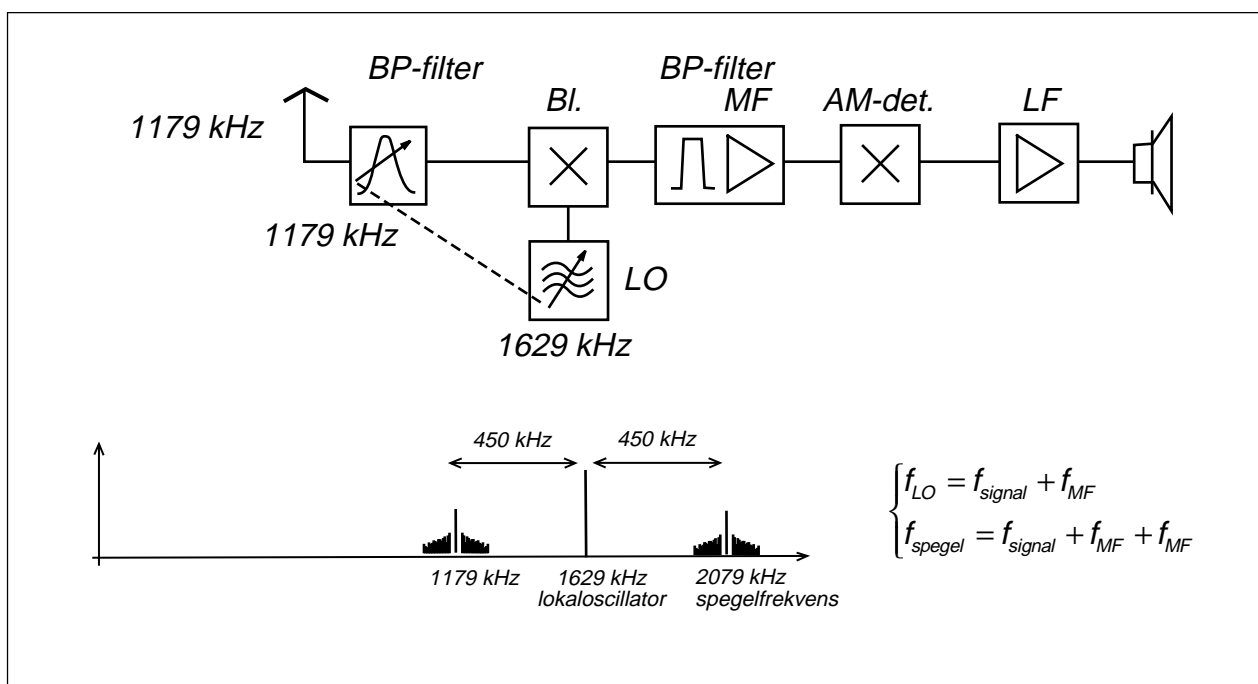 BP-filter
BP-filter
Bl.
MF
AM-det.
LF
1179 kHz
1179 kHz
LO
1629 kHz
450 kHz
450 kHz
f_LO = f_signal + f_MF
f_spegel = f_signal + f_MF + f_MF
1179 kHz
1629 kHz
lokaloscillator
2079 kHz
spegelfrekvens